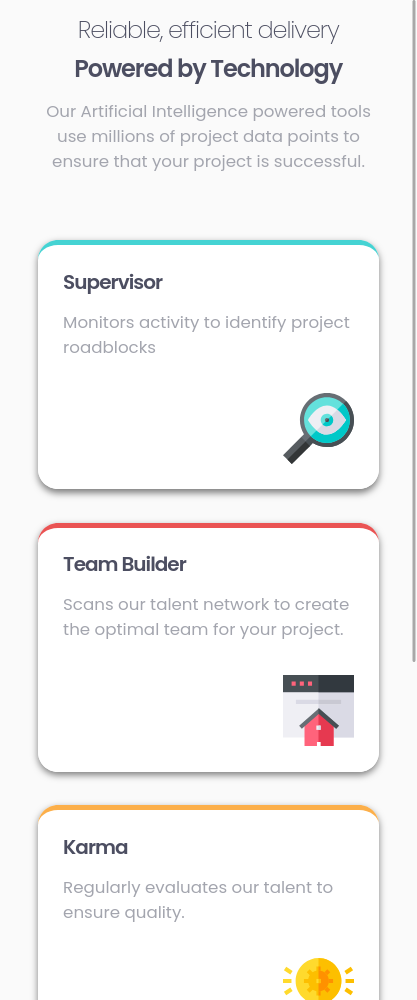 Reliable, efficient delivery
Powered by Technology
Our Artificial Intelligence powered tools
use millions of project data points to
ensure that your project is successful.
Supervisor
Monitors activity to identify project
roadblocks
Team Builder
Scans our talent network to create
the optimal team for your project.
Karma
Regularly evaluates our talent to
ensure quality.